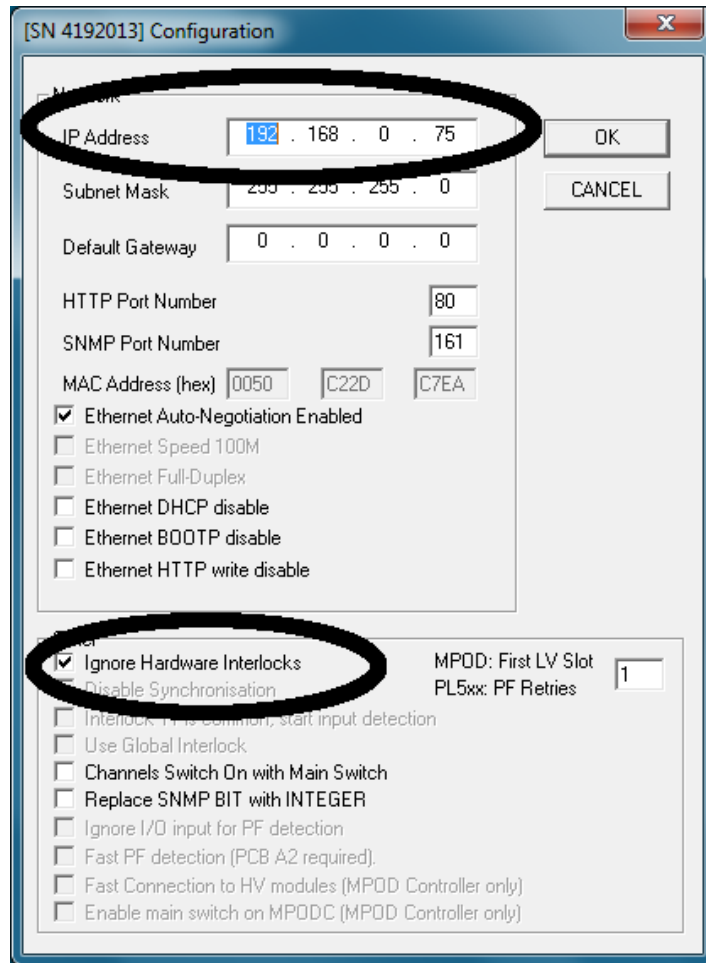 [SN 4192013] Configuration
IP Address 192 . 168 . 0 . 75
OK
Subnet Mask 255 . 255 . 255 . 0
CANCEL
Default Gateway 0 . 0 . 0 . 0
HTTP Port Number 80
SNMP Port Number 161
MAC Address (hex) 0050 C22D C7EA
Ethernet Auto-Negotiation Enabled
Ethernet Speed 100M
Ethernet Full-Duplex
Ethernet DHCP disable
Ethernet BOOTP disable
Ethernet HTTP write disable
Ignore Hardware Interlocks
MPOD: First LV Slot
PL5xx: PF Retries
1
Disable Synchronisation
is common, start input detection
Use Global Interlock
Channels Switch On with Main Switch
Replace SNMP BIT with INTEGER
Ignore I/O input for PF detection
Fast PF detection (PCB A2 required).
Fast Connection to HV modules (MPOD Controller only)
Enable main switch on MPODC (MPOD Controller only)